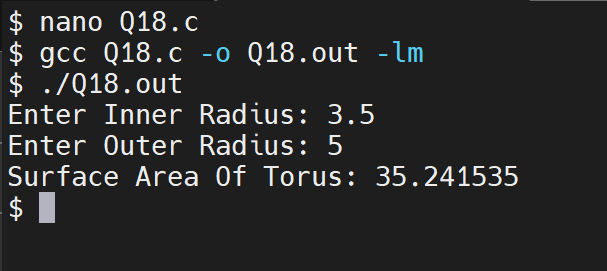 $ nano Q18.c
$ gcc Q18.c -o Q18.out -lm
$ ./Q18.out
Enter Inner Radius: 3.5
Enter Outer Radius: 5
Surface Area Of Torus: 35.241535
$